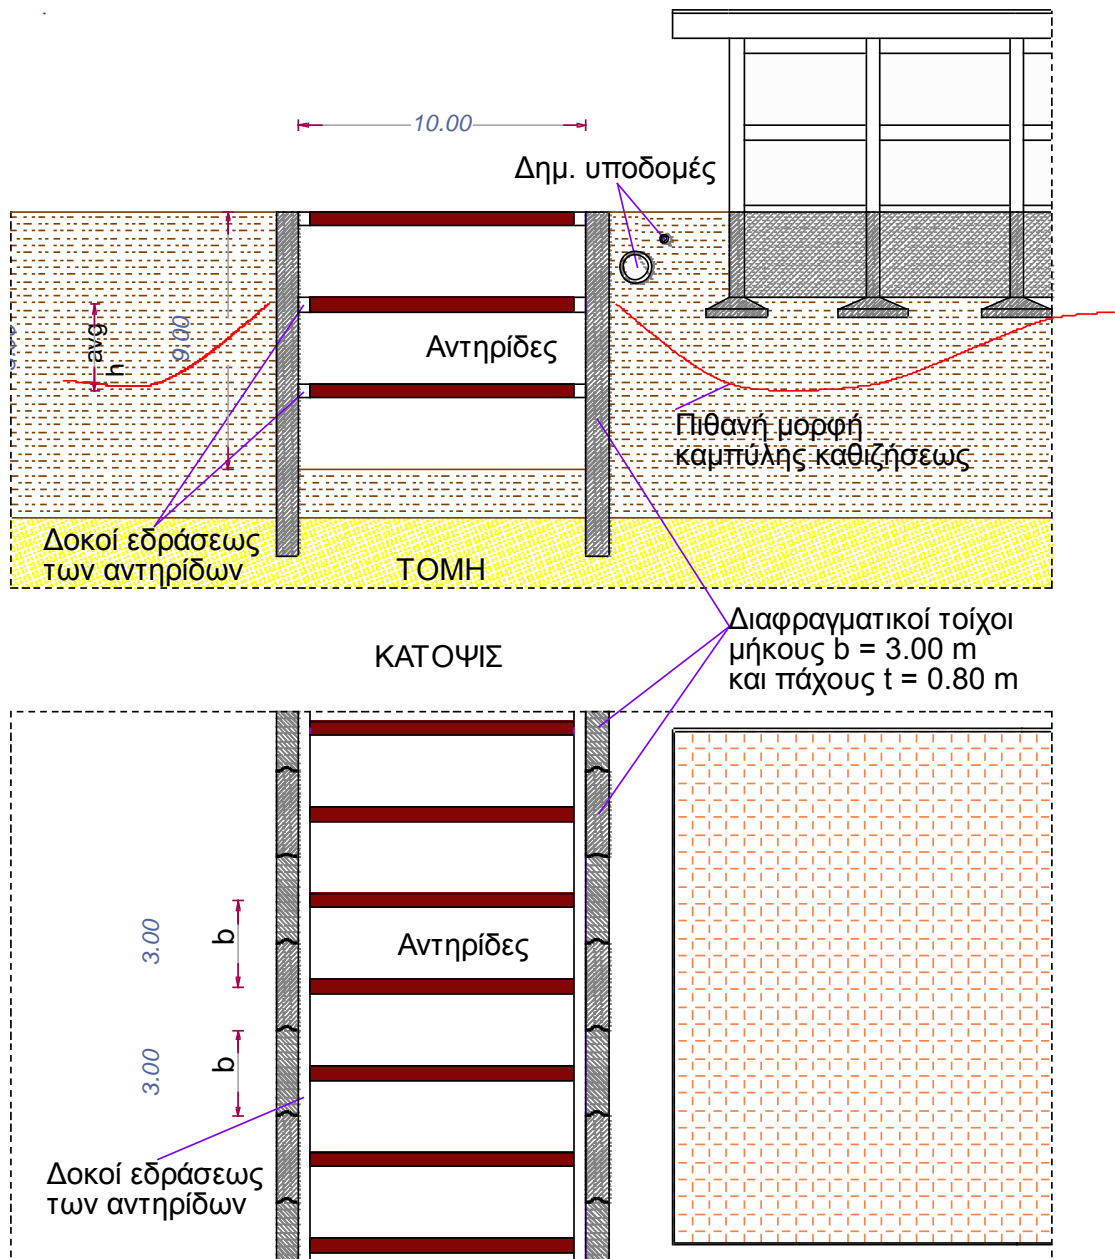 10.00
Δημ. υποδομές
h avg
9.00
Αντηρίδες
Πιθανή μορφή
καμπύλης καθιζήσεως
Δοκοί εδράσεως
των αντηρίδων
ΤΟΜΗ
Διαφραγματικοί τοίχοι
μήκους b = 3.00 m
και πάχους t = 0.80 m
ΚΑΤΟΨΙΣ
3.00
b
Αντηρίδες
3.00
b
Δοκοί εδράσεως
των αντηρίδων